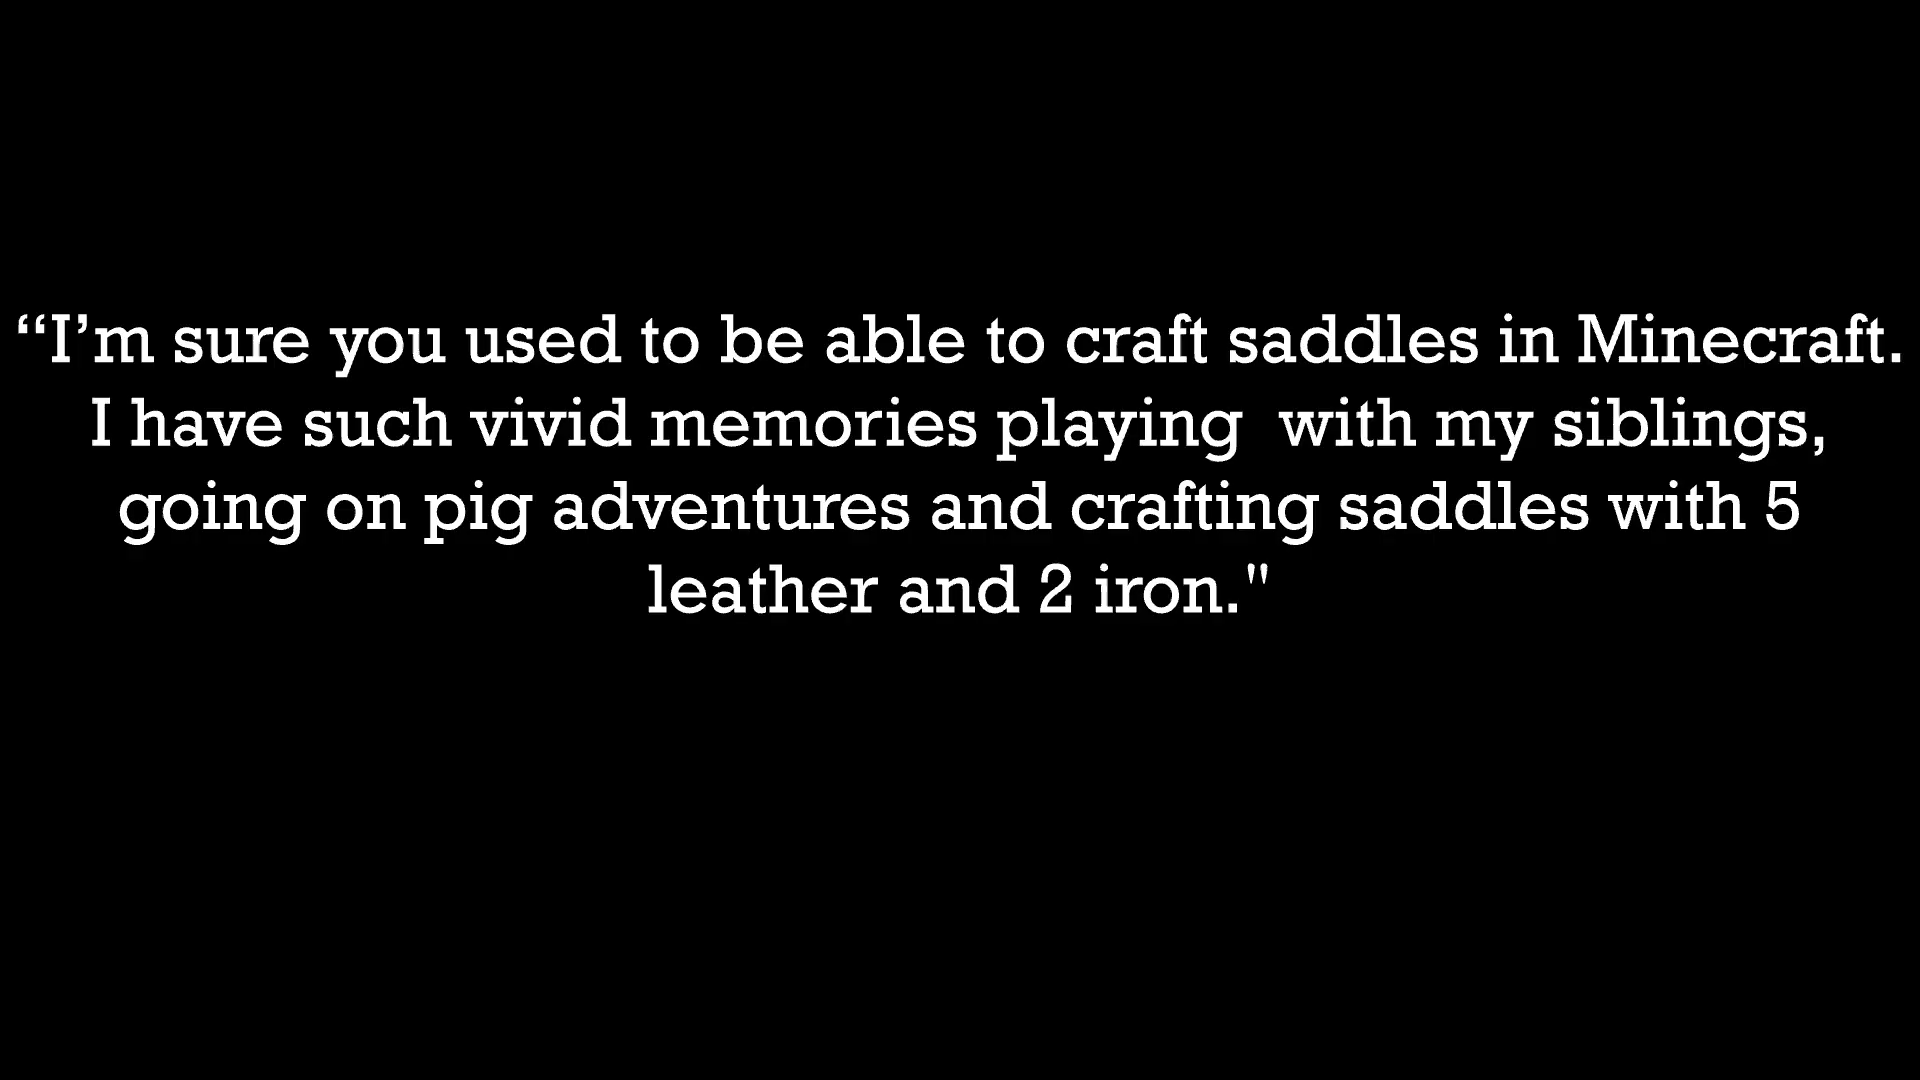 “I’m sure you used to be able to craft saddles in Minecraft.
I have such vivid memories playing  with my siblings,
going on pig adventures and crafting saddles with 5
leather and 2 iron."